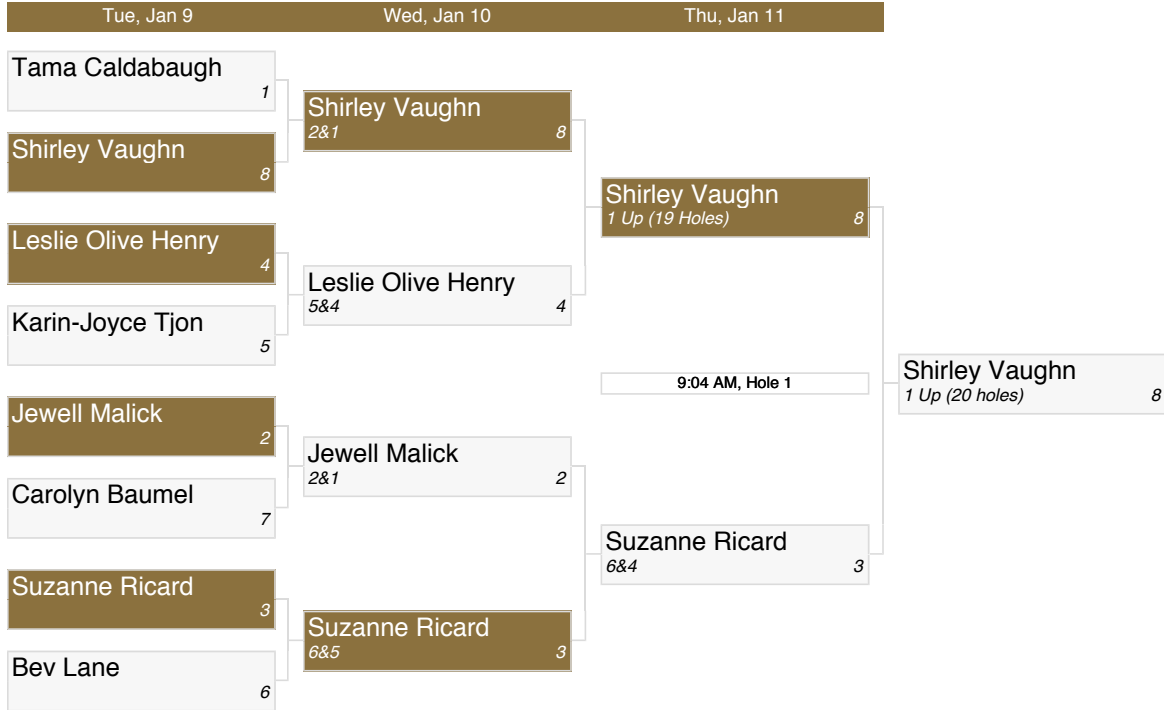 Tue, Jan 9
Wed, Jan 10
Thu, Jan 11
Tama Caldabaugh
1
Shirley Vaughn
8
Leslie Olive Henry
4
Karin-Joyce Tjon
5
Jewell Malick
2
Carolyn Baumel
7
Suzanne Ricard
3
Bev Lane
6
Shirley Vaughn
2&1 8
Leslie Olive Henry
5&4 4
Jewell Malick
2&1 2
Suzanne Ricard
6&5 3
Shirley Vaughn
1 Up (19 Holes) 8
9:04 AM, Hole 1
Suzanne Ricard
6&4 3
Shirley Vaughn
1 Up (20 holes) 8